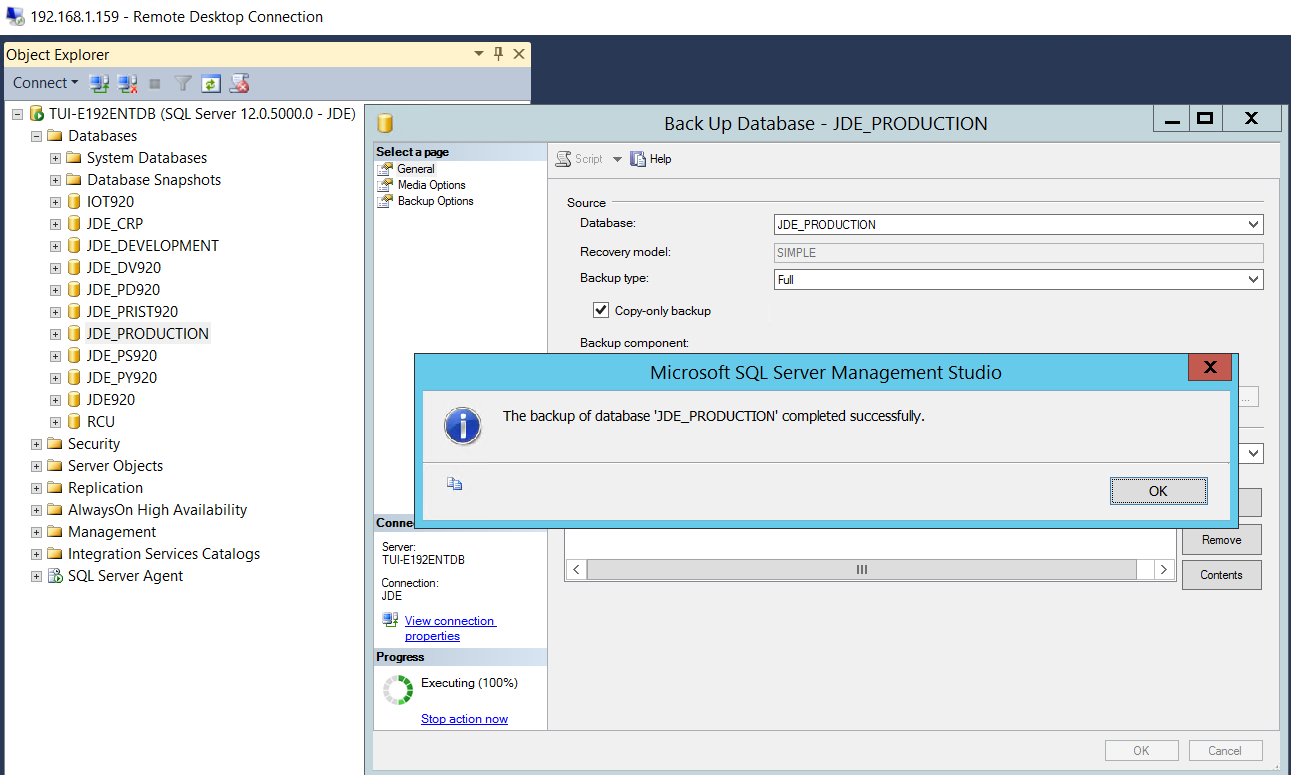 192.168.1.159 - Remote Desktop Connection
Object Explorer
Connect
TUI-E192ENTDB (SQL Server 12.0.5000.0 - JDE)
Databases
System Databases
Database Snapshots
IOT920
JDE_CRP
JDE_DEVELOPMENT
JDE_DV920
JDE_PD920
JDE_PRIST920
JDE_PRODUCTION
JDE_PS920
JDE_PY920
JDE920
RCU
Security
Server Objects
Replication
AlwaysOn High Availability
Management
Integration Services Catalogs
SQL Server Agent
Back Up Database - JDE_PRODUCTION
Select a page
General
Media Options
Backup Options
Script
Help
Source
Database:
JDE_PRODUCTION
Recovery model:
SIMPLE
Backup type:
Full
Copy-only backup
Backup component:
...
Microsoft SQL Server Management Studio
The backup of database 'JDE_PRODUCTION' completed successfully.
OK
Remove
Contents
Conne
Server:
TUI-E192ENTDB
Connection:
JDE
View connection
properties
Progress
Executing (100%)
Stop action now
OK
Cancel